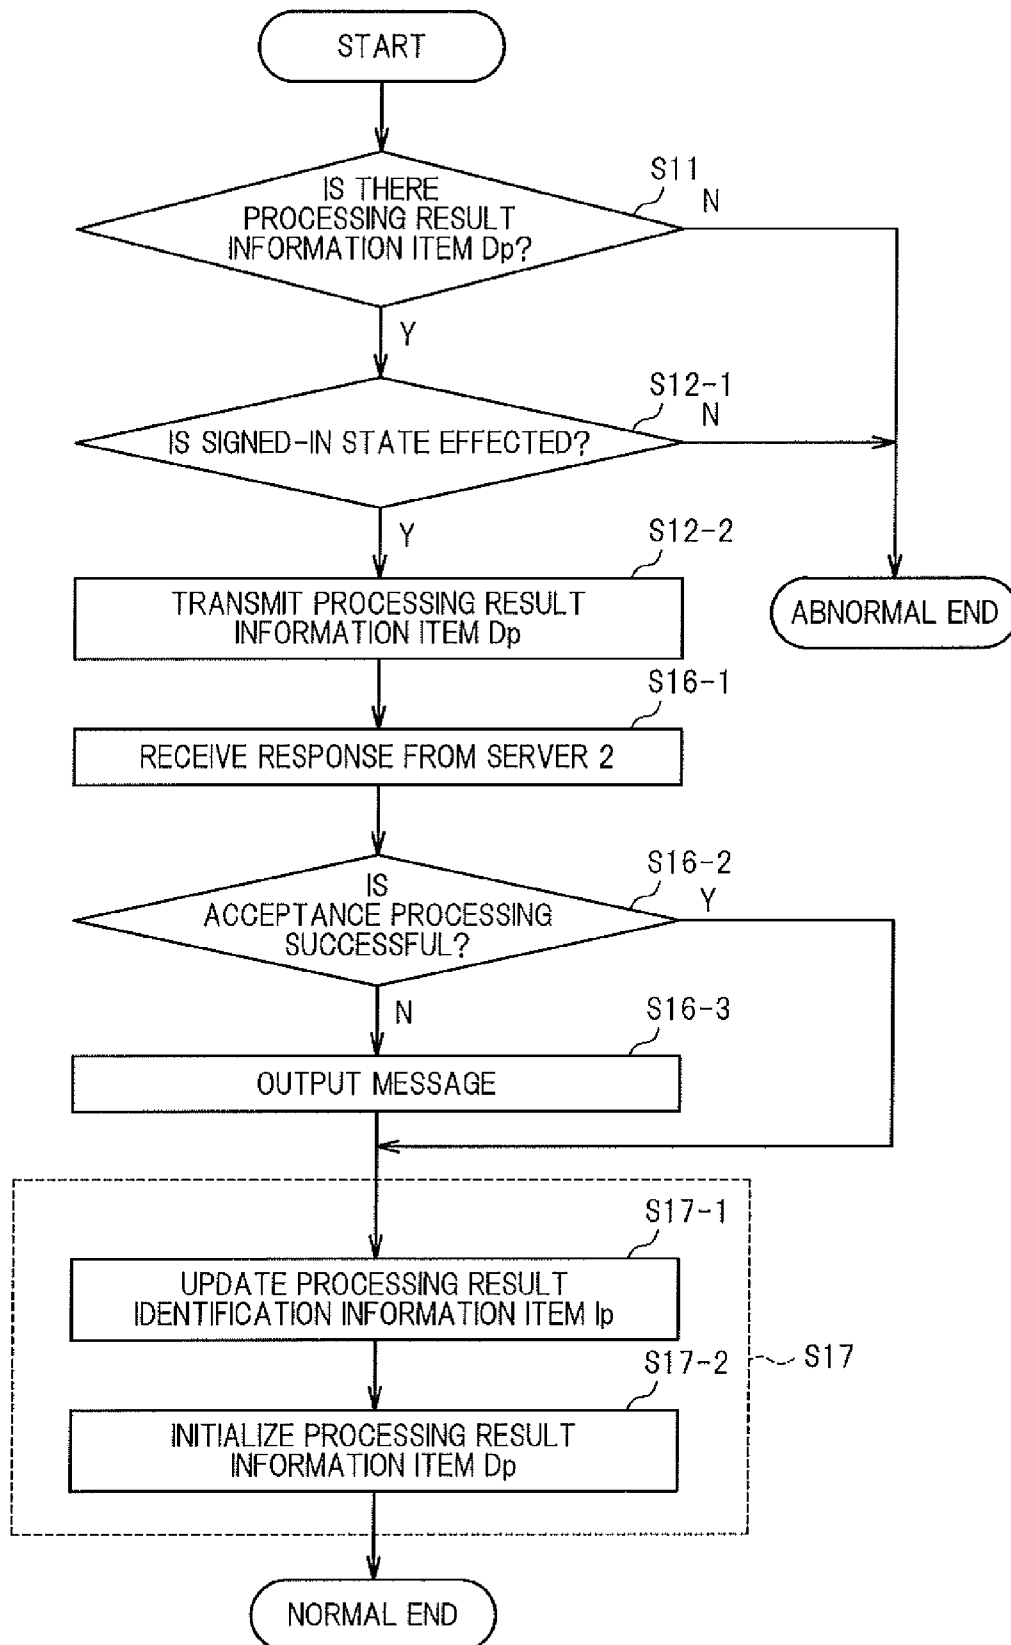 START
S11
IS THERE
PROCESSING RESULT
INFORMATION ITEM Dp?
N
Y
S12-1
IS SIGNED-IN STATE EFFECTED?
N
Y
S12-2
TRANSMIT PROCESSING RESULT
INFORMATION ITEM Dp
ABNORMAL END
S16-1
RECEIVE RESPONSE FROM SERVER 2
S16-2
IS
ACCEPTANCE PROCESSING
SUCCESSFUL?
Y
N
S16-3
OUTPUT MESSAGE
S17-1
UPDATE PROCESSING RESULT
IDENTIFICATION INFORMATION ITEM Ip
S17
S17-2
INITIALIZE PROCESSING RESULT
INFORMATION ITEM Dp
NORMAL END